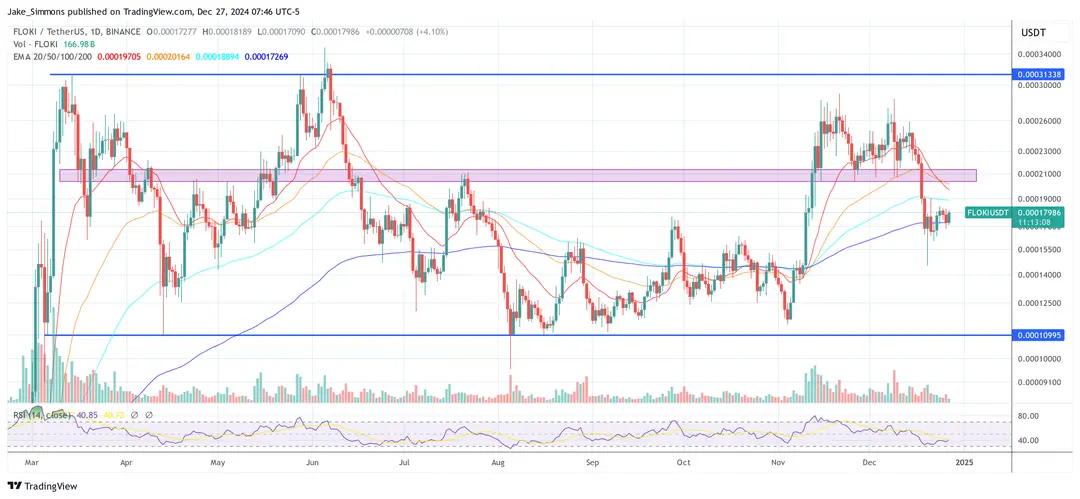 Jake_Simmons published on TradingView.com, Dec 27, 2024 07:46 UTC-5
FLOKI / TetherUS, 1D, BINANCE O0.00017277 H0.00018189 L0.00017090 C0.00017986 +0.00000708 (+4.10%)
Vol · FLOKI 166.98B
EMA 20/50/100/200 0.00019705 0.00020164 0.00018894 0.00017269
USDT
0.00034000
0.00031338
0.00030000
0.00026000
0.00023000
0.00021000
0.00019000
FLOKIUSDT 0.00017986
11:13:08
0.00015500
0.00014000
0.00012500
0.00010995
0.00010000
0.00009100
RSI (14, close) 40.85 40.72 ∅ ∅
80.00
40.00
Mar Apr May Jun Jul Aug Sep Oct Nov Dec 2025
TradingView